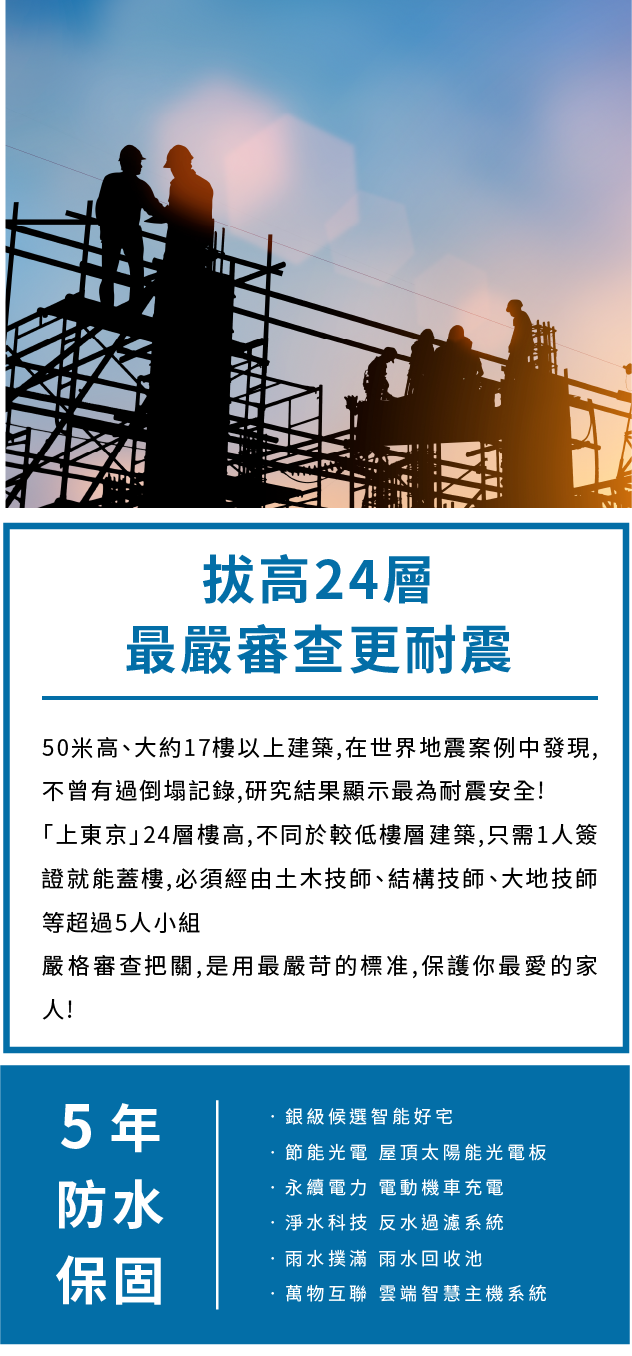 拔高24層
最嚴審查更耐震
50米高、大約17樓以上建築,在世界地震案例中發現,
不曾有過倒塌記錄,研究結果顯示最為耐震安全!
「上東京」24層樓高,不同於較低樓層建築,只需1人簽
證就能蓋樓,必須經由土木技師、結構技師、大地技師
等超過5人小組
嚴格審查把關,是用最嚴苛的標准,保護你最愛的家
人!
5年
防水
保固
· 銀級候選智能好宅
· 節能光電 屋頂太陽能光電板
· 永續電力 電動機車充電
· 淨水科技 反水過濾系統
· 雨水撲滿 雨水回收池
· 萬物互聯 雲端智慧主機系統